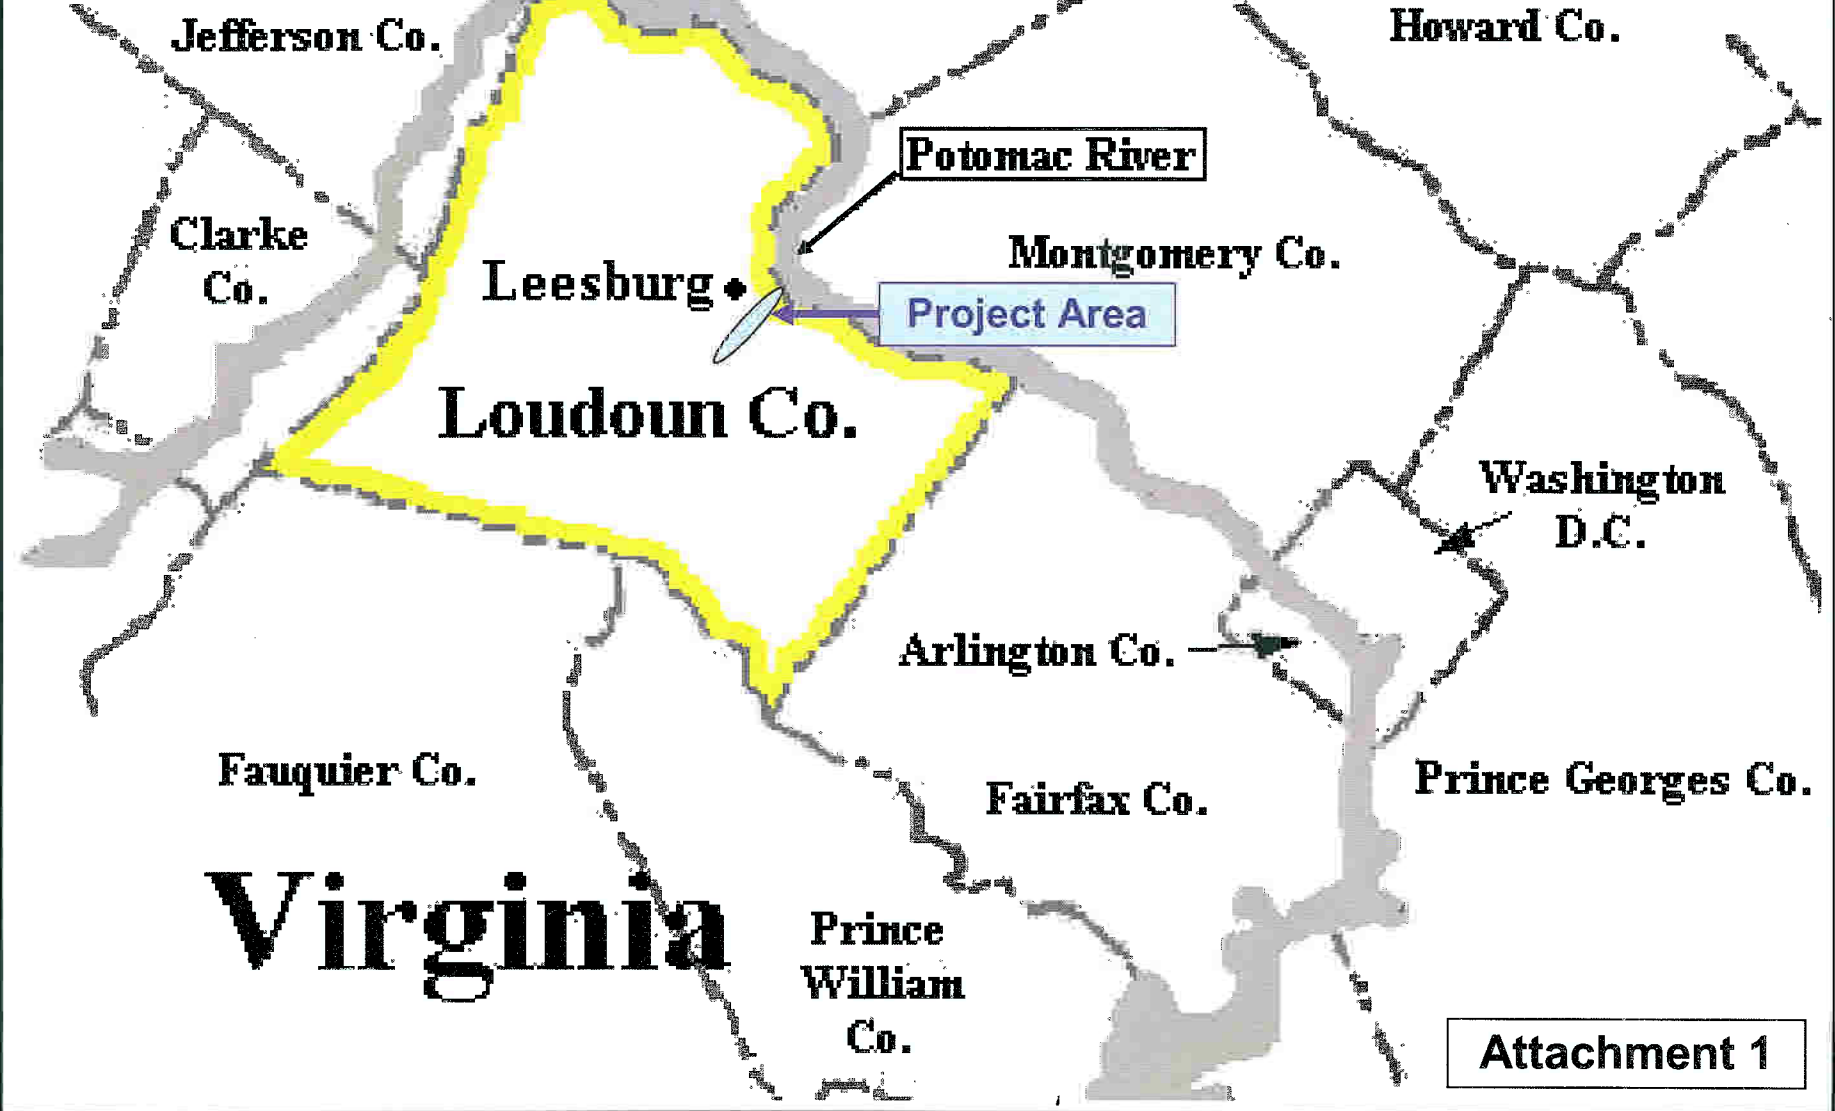 Jefferson Co.
Howard Co.
Potomac River
Clarke
Co.
Montgomery Co.
Leesburg
Project Area
Loudoun Co.
Washington
D.C.
Arlington Co.
Fauquier Co.
Fairfax Co.
Prince Georges Co.
Virginia
Prince
William
Co.
Attachment 1